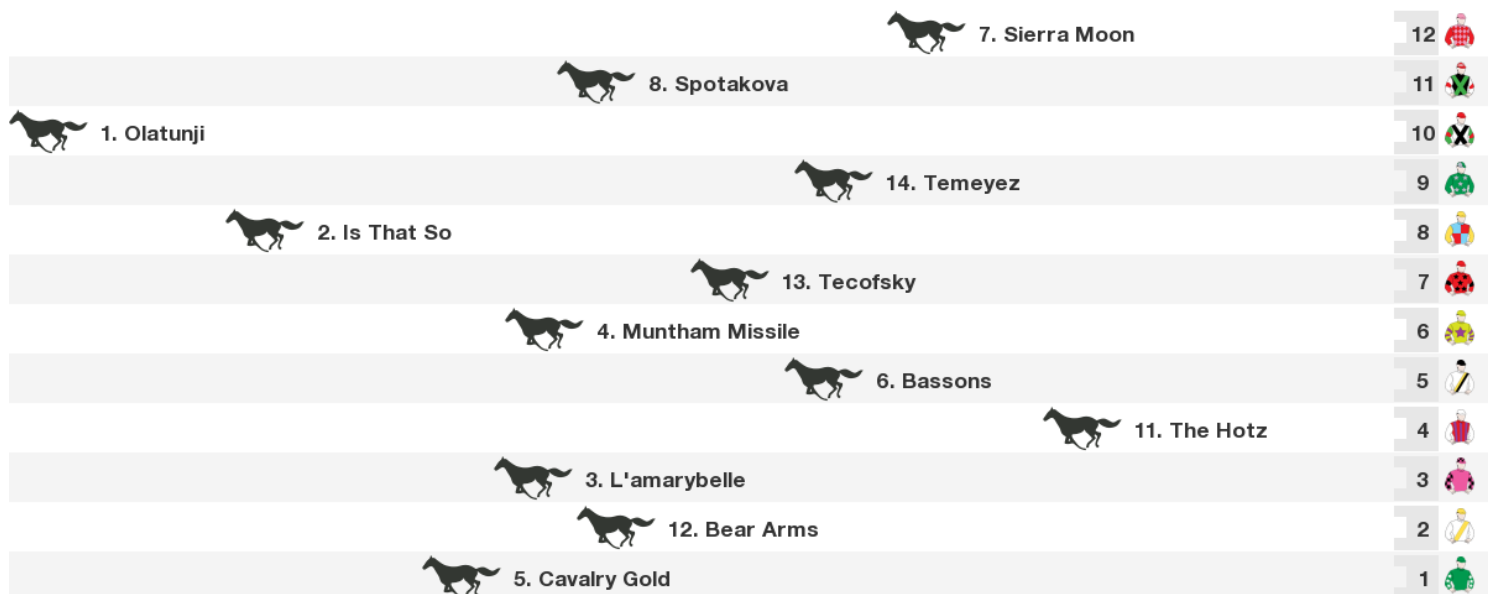 7. Sierra Moon 12
8. Spotakova 11
1. Olatunji 10
14. Temeyez 9
2. Is That So 8
13. Tecofsky 7
4. Muntham Missile 6
6. Bassons 5
11. The Hotz 4
3. L'amarybelle 3
12. Bear Arms 2
5. Cavalry Gold 1